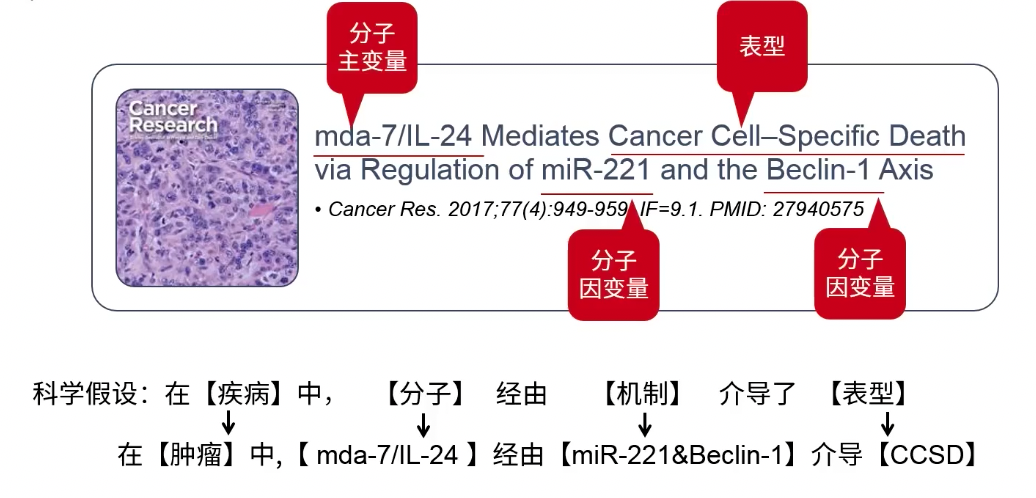 分子
主变量
表型
Cancer
Research
mda-7/IL-24 Mediates Cancer Cell–Specific Death
via Regulation of miR-221 and the Beclin-1 Axis
• Cancer Res. 2017;77(4):949-959. IF=9.1. PMID: 27940575
分子
因变量
分子
因变量
科学假设：在【疾病】中， 【分子】 经由 【机制】 介导了 【表型】
在【肿瘤】中,【 mda-7/IL-24 】经由【miR-221&Beclin-1】介导【CCSD】